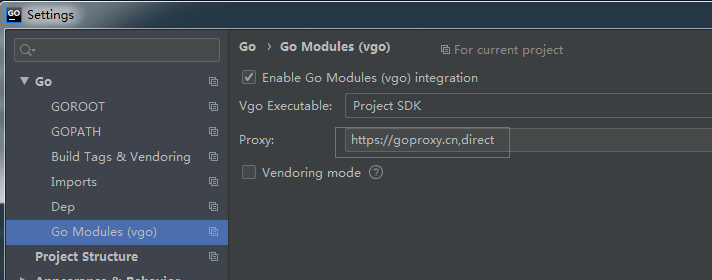 GO Settings
Go
GOROOT
GOPATH
Build Tags & Vendoring
Imports
Dep
Go Modules (vgo)
Project Structure
Appearance & Behavior
Go › Go Modules (vgo) For current project
Enable Go Modules (vgo) integration
Vgo Executable: Project SDK
Proxy: https://goproxy.cn,direct
Vendoring mode ?